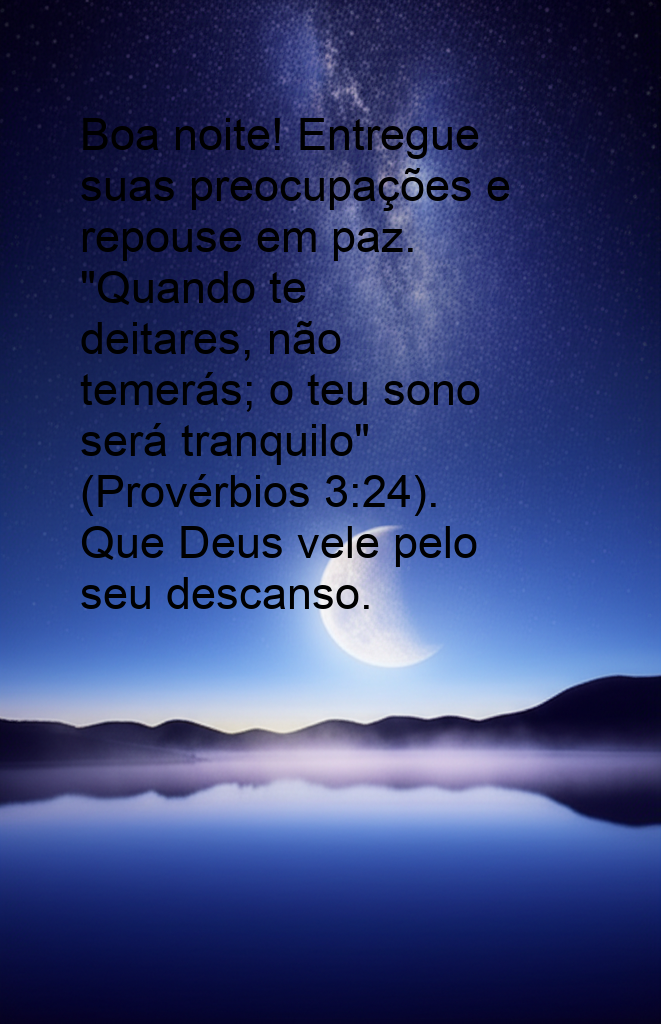 Boa noite! Entregue
suas preocupações e
repouse em paz.
"Quando te
deitares, não
temerás; o teu sono
será tranquilo"
(Provérbios 3:24).
Que Deus vele pelo
seu descanso.